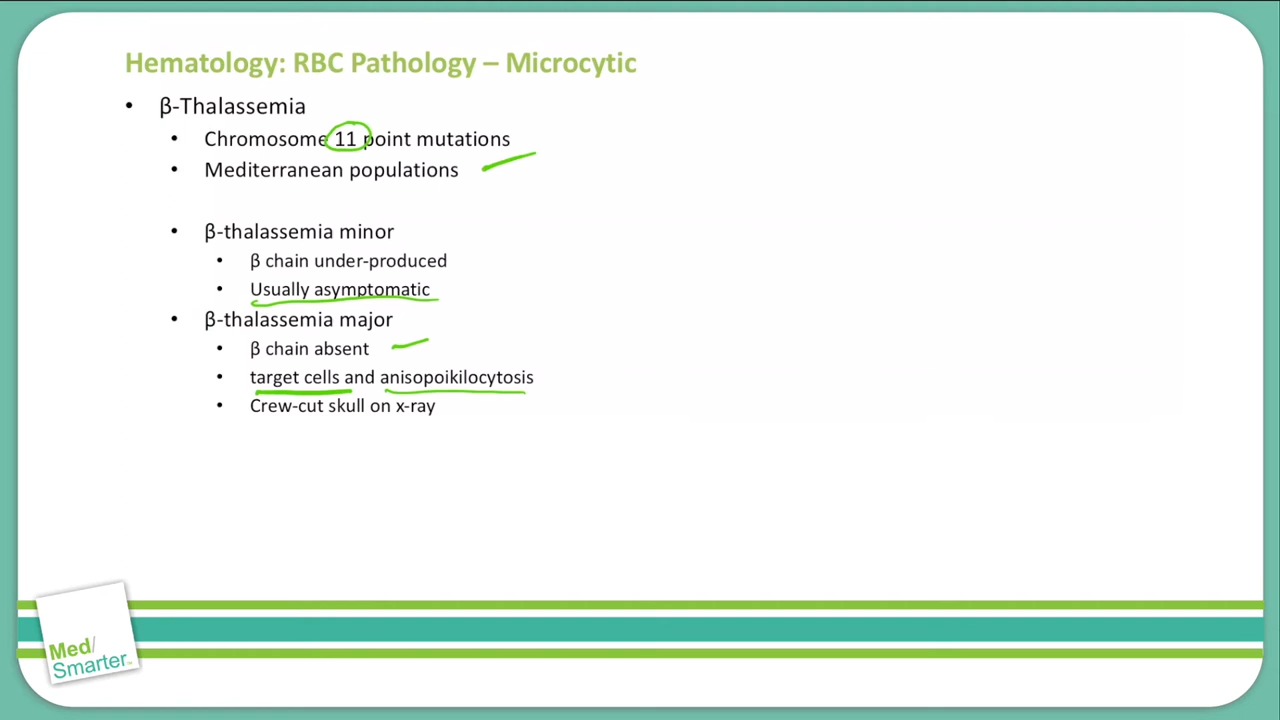 Hematology: RBC Pathology – Microcytic
• β-Thalassemia
• Chromosome 11 point mutations
• Mediterranean populations
• β-thalassemia minor
• β chain under-produced
• Usually asymptomatic
• β-thalassemia major
• β chain absent
• target cells and anisopoikilocytosis
• Crew-cut skull on x-ray
Med/
Smarter